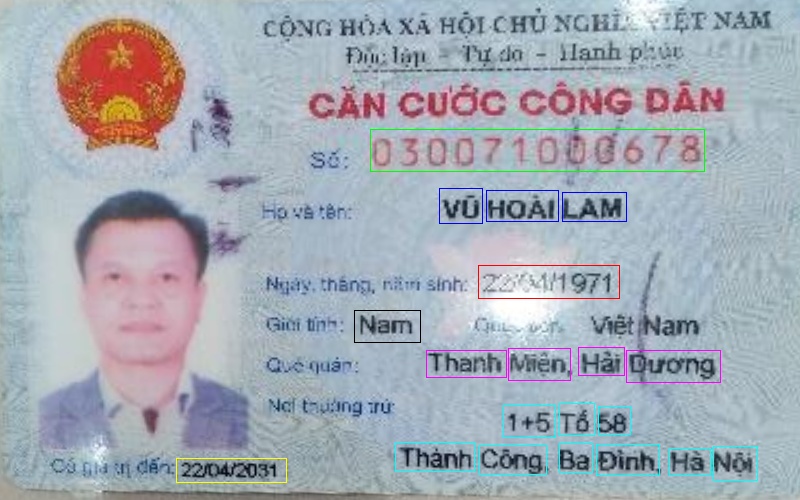 CỘNG HÒA XÃ HỘI CHỦ NGHĨA VIỆT NAM
Độc lập - Tự do - Hạnh phúc
CĂN CƯỚC CÔNG DÂN
Số: 030071000678
Họ và tên: VŨ HOÀI LAM
Ngày, tháng, năm sinh: 22/04/1971
Giới tính: Nam Quốc tịch: Việt Nam
Quê quán: Thanh Miện, Hải Dương
Nơi thường trú: 1+5 Tổ 58
Thành Công, Ba Đình, Hà Nội
Có giá trị đến: 22/04/2031